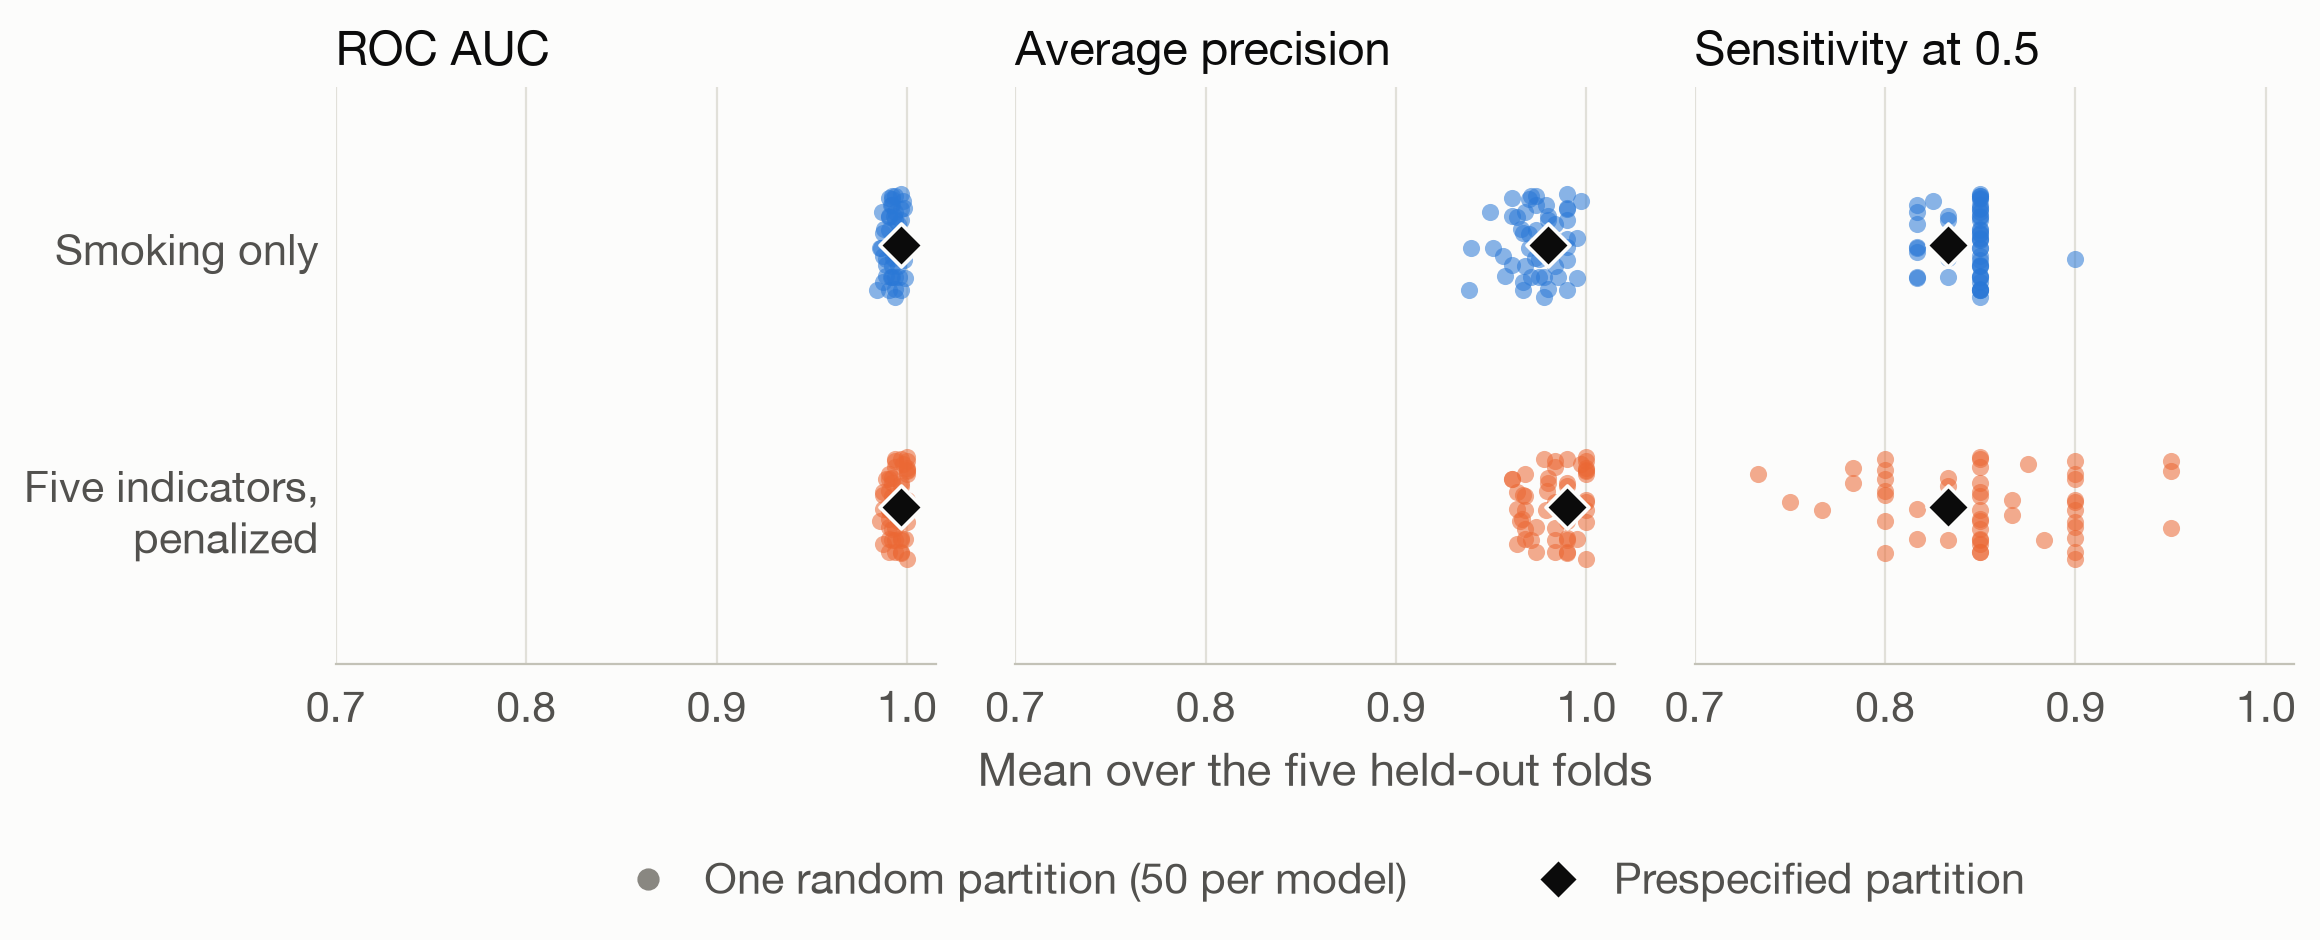 ROC AUC
Average precision
Sensitivity at 0.5
Smoking only
Five indicators,
penalized
0.7 0.8 0.9 1.0
0.7 0.8 0.9 1.0
0.7 0.8 0.9 1.0
Mean over the five held-out folds
One random partition (50 per model)
Prespecified partition